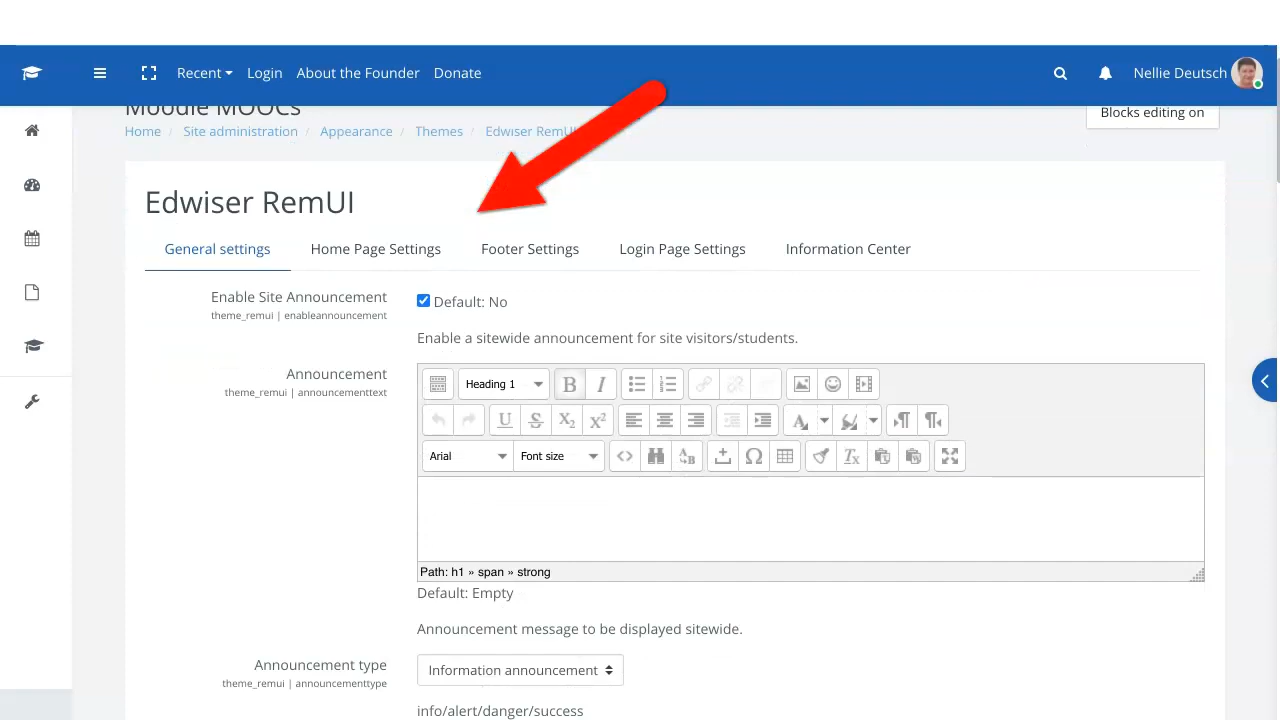 Recent Login About the Founder Donate Nellie Deutsch
Moodle MOOCs
Blocks editing on
Home / Site administration / Appearance / Themes / Edwiser RemUI
Edwiser RemUI
General settings Home Page Settings Footer Settings Login Page Settings Information Center
Enable Site Announcement
theme_remui | enableannouncement
Default: No
Enable a sitewide announcement for site visitors/students.
Announcement
theme_remui | announcementtext
Heading 1 B I
U S X₂ X²
Arial Font size
Path: h1 » span » strong
Default: Empty
Announcement message to be displayed sitewide.
Announcement type
theme_remui | announcementtype
Information announcement
info/alert/danger/success